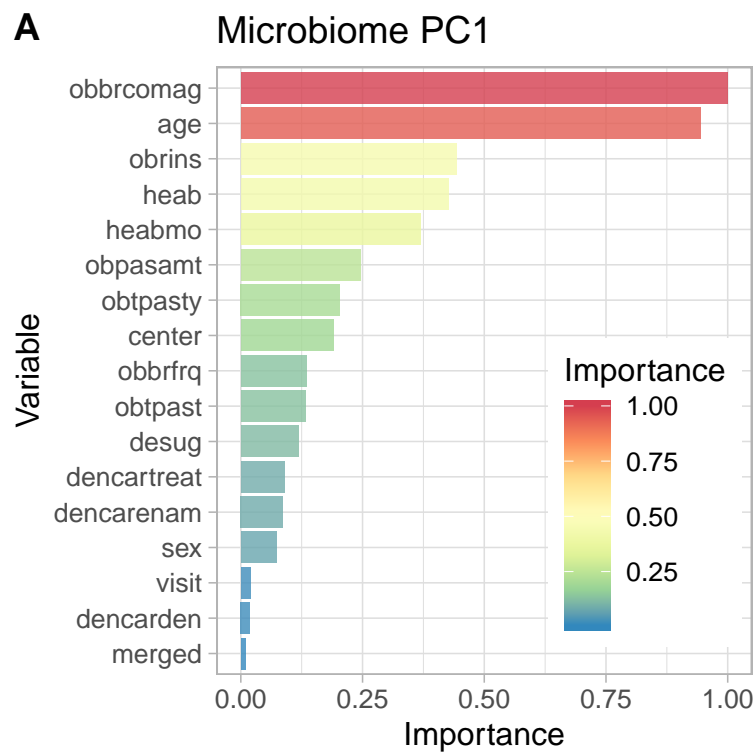 A
Microbiome PC1
obbrcomag
age
obrins
heab
heabmo
obpasamt
obtpasty
center
obbrfrq
obtpast
desug
dencartreat
dencarenam
sex
visit
dencarden
merged
Variable
Importance
1.00
0.75
0.50
0.25
0.00 0.25 0.50 0.75 1.00
Importance